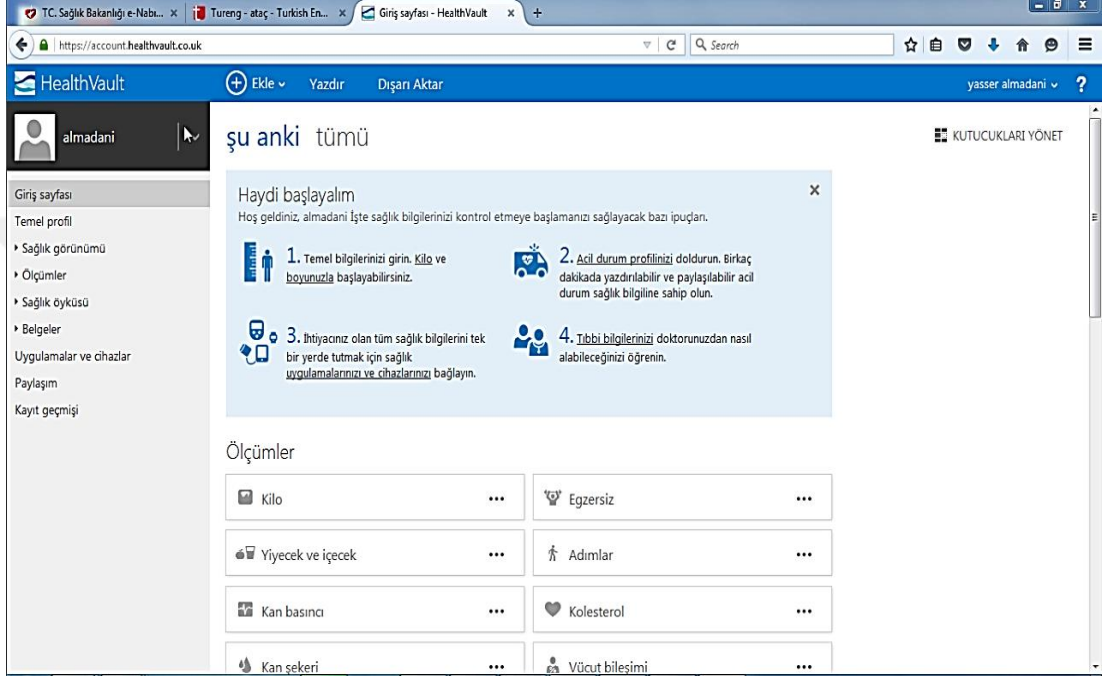 TC. Sağlık Bakanlığı e-Nabı... × Tureng - ataç - Turkish En... × Giriş sayfası - HealthVault × +
https://account.healthvault.co.uk Search
HealthVault Ekle Yazdır Dışarı Aktar yasser almadani ?
almadani
şu anki tümü
KUTUCUKLARI YÖNET
Giriş sayfası
Temel profil
Sağlık görünümü
Ölçümler
Sağlık öyküsü
Belgeler
Uygulamalar ve cihazlar
Paylaşım
Kayıt geçmişi
Haydi başlayalım
Hoş geldiniz, almadani İşte sağlık bilgilerinizi kontrol etmeye başlamanızı sağlayacak bazı ipuçları.
1. Temel bilgilerinizi girin. Kilo ve
boyunuzla başlayabilirsiniz.
2. Acil durum profilinizi doldurun. Birkaç
dakikada yazdırılabilir ve paylaşılabilir acil
durum sağlık bilgiline sahip olun.
3. İhtiyacınız olan tüm sağlık bilgilerini tek
bir yerde tutmak için sağlık
uygulamalarınızı ve cihazlarınızı bağlayın.
4. Tıbbi bilgilerinizi doktorunuzdan nasıl
alabileceğinizi öğrenin.
Ölçümler
Kilo
Egzersiz
Yiyecek ve içecek
Adımlar
Kan basıncı
Kolesterol
Kan şekeri
Vücut bileşimi